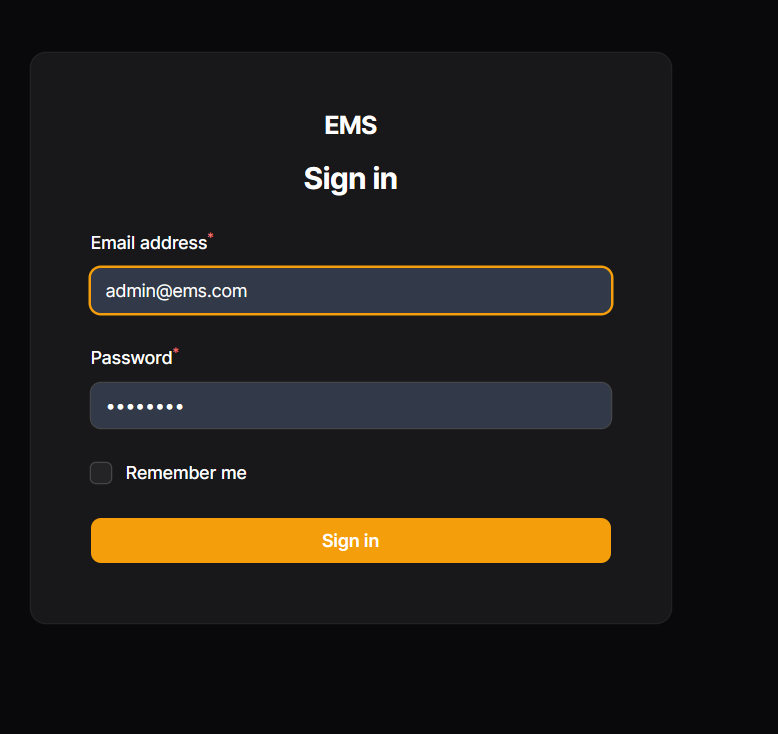 EMS
Sign in
Email address*
admin@ems.com
Password*
••••••••
Remember me
Sign in